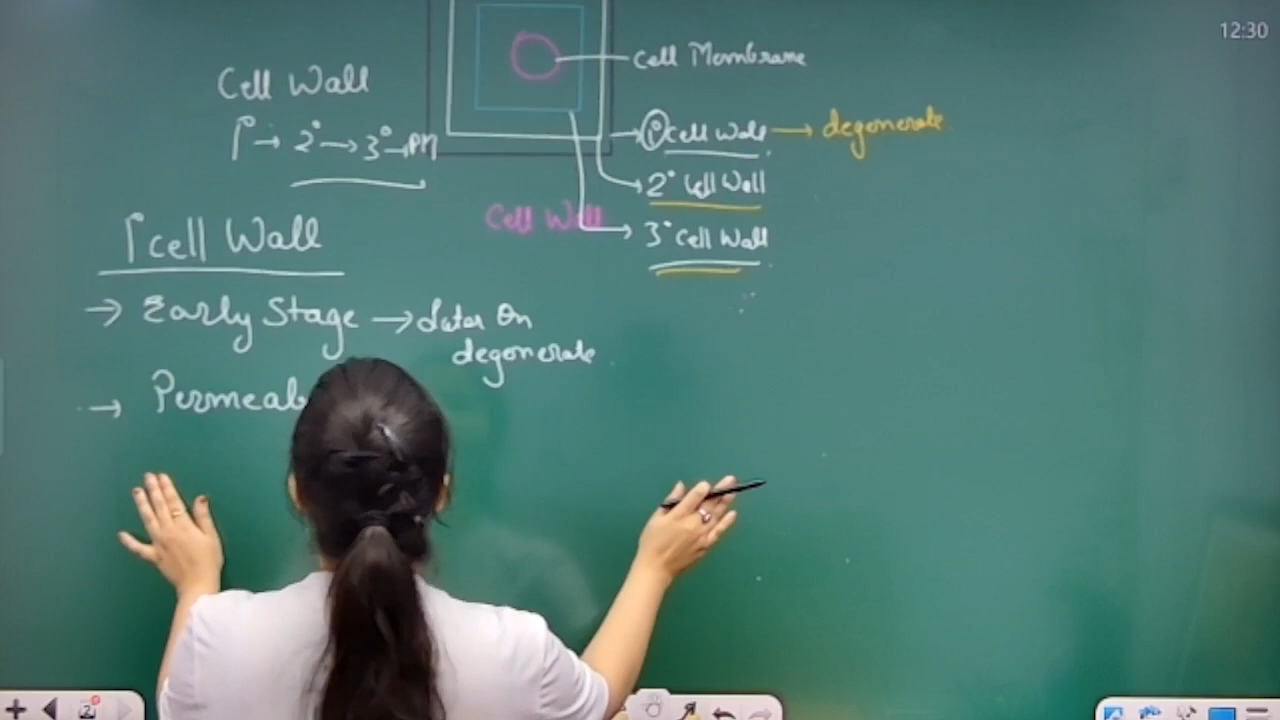 12:30
Cell Membrane
Cell Wall
1° → 2° → 3° → PM
1° Cell Wall → degenerate
2° Cell Wall
Cell Wall
3° Cell Wall
1° cell Wall
→ Early Stage → Later On
degenerate
→ Permeab